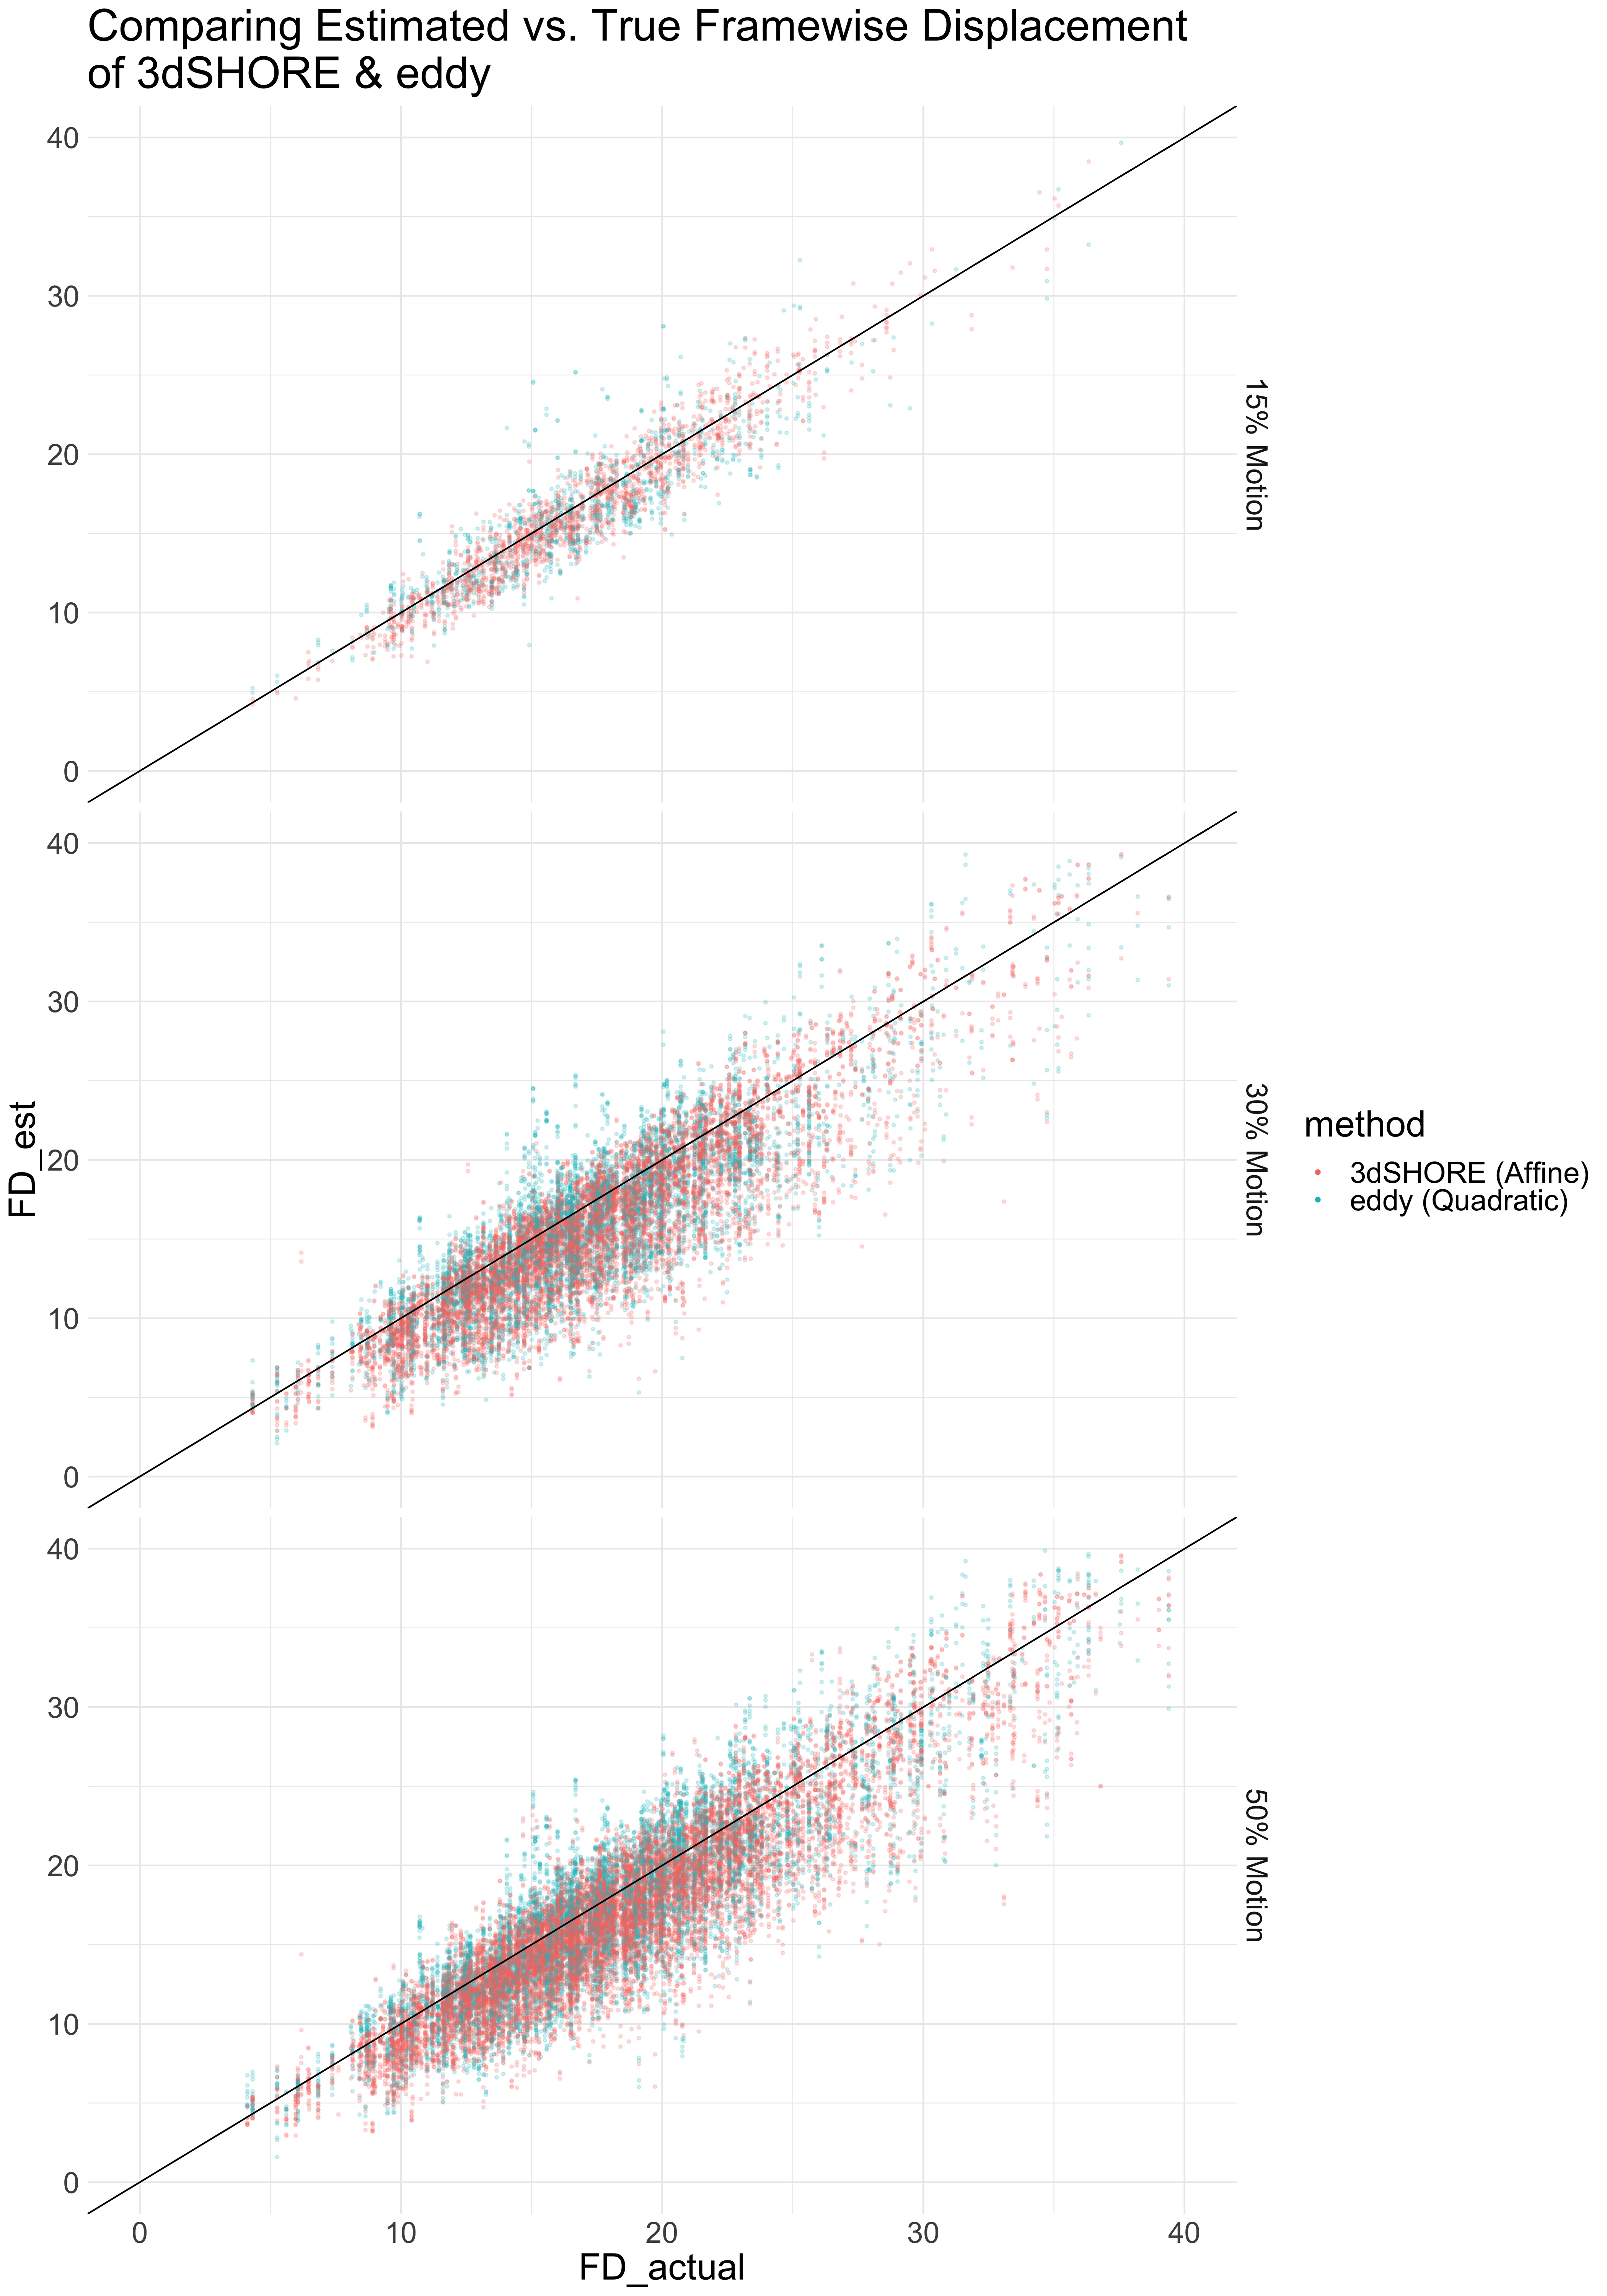 Comparing Estimated vs. True Framewise Displacement
of 3dSHORE & eddy
40
30
20
10
0
15% Motion
40
30
20
10
0
30% Motion
FD_est
method
3dSHORE (Affine)
eddy (Quadratic)
40
30
20
10
0
50% Motion
0 10 20 30 40
FD_actual